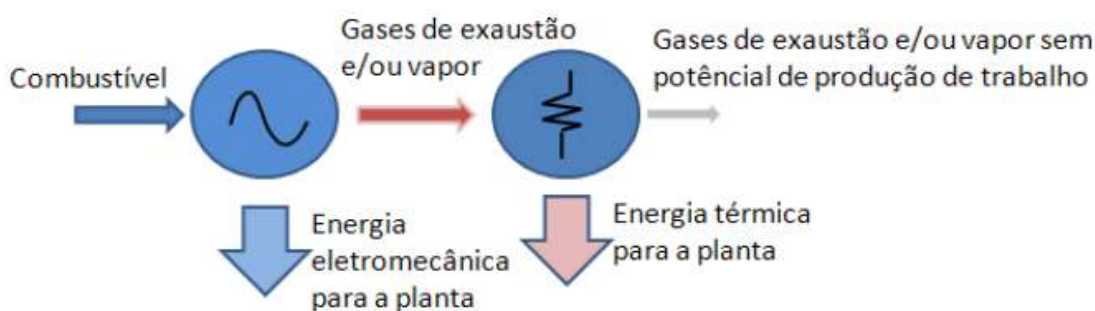 Combustível
Gases de exaustão
e/ou vapor
Gases de exaustão e/ou vapor sem
potêncial de produção de trabalho
Energia
eletromecânica
para a planta
Energia térmica
para a planta